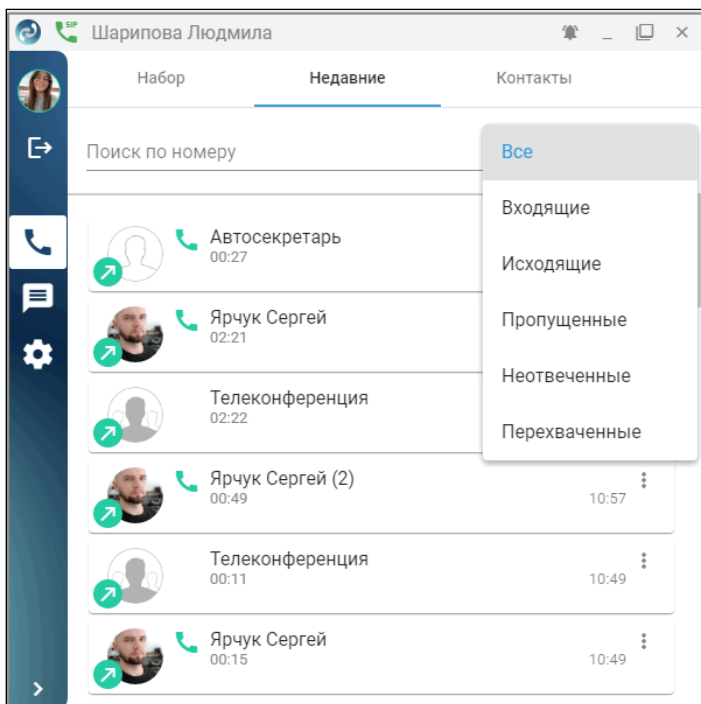 SIP
Шарипова Людмила
Набор
Недавние
Контакты
Поиск по номеру
Все
Входящие
Исходящие
Пропущенные
Неотвеченные
Перехваченные
Автосекретарь
00:27
Ярчук Сергей
02:21
Телеконференция
02:22
Ярчук Сергей (2)
00:49
10:57
Телеконференция
00:11
10:49
Ярчук Сергей
00:15
10:49